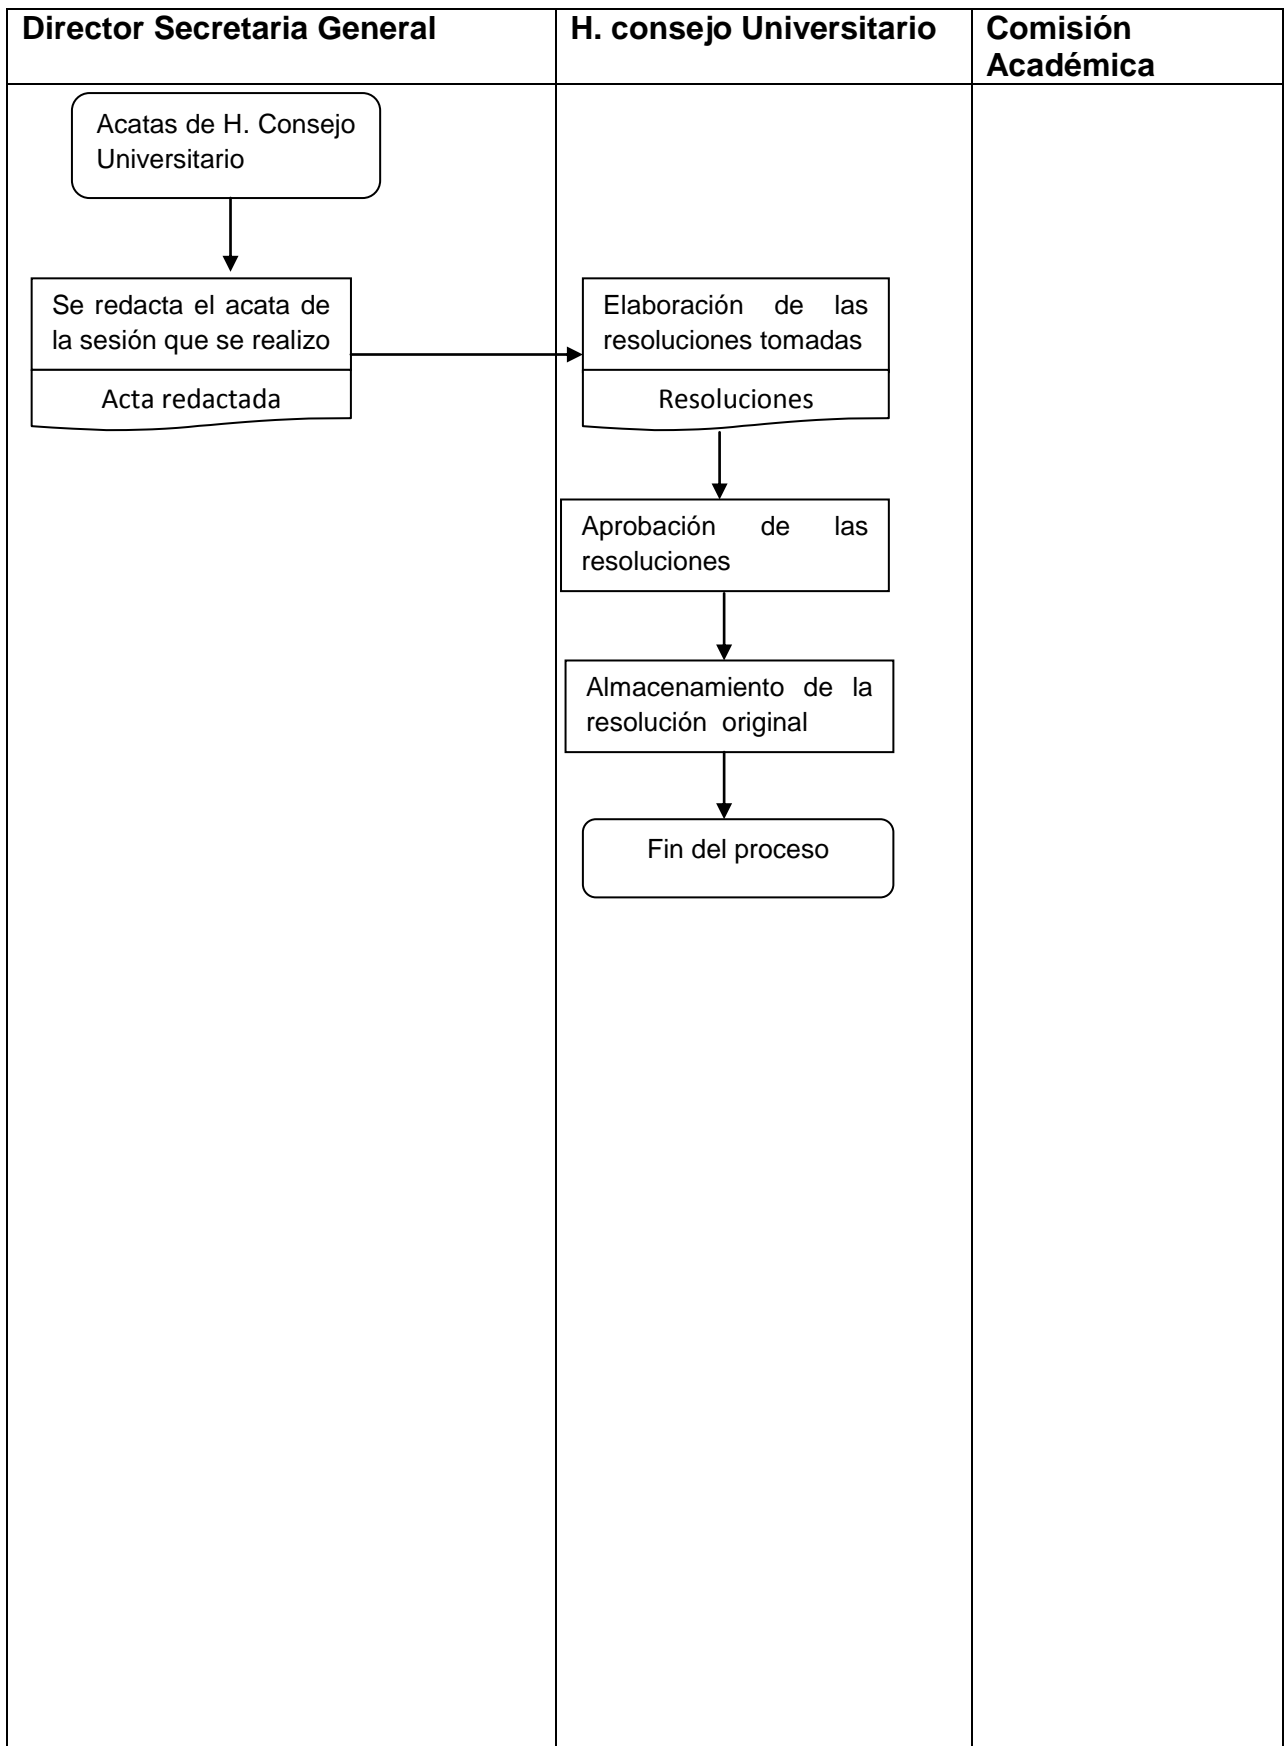 Director Secretaria General
H. consejo Universitario
Comisión
Académica
Acatas de H. Consejo
Universitario
Se redacta el acata de
la sesión que se realizo
Acta redactada
Elaboración de las
resoluciones tomadas
Resoluciones
Aprobación de las
resoluciones
Almacenamiento de la
resolución original
Fin del proceso